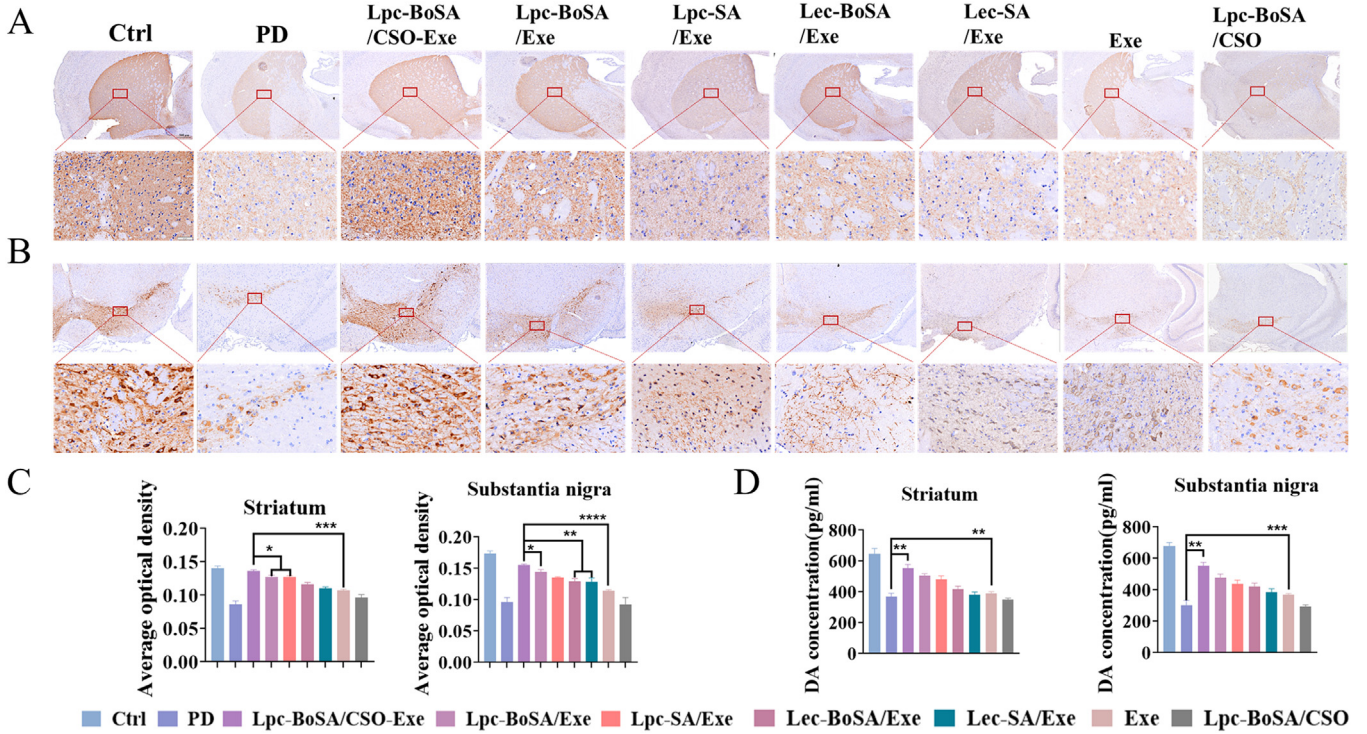 A
Ctrl
PD
Lpc-BoSA
/CSO-Exe
Lpc-BoSA
/Exe
Lpc-SA
/Exe
Lec-BoSA
/Exe
Lec-SA
/Exe
Exe
Lpc-BoSA
/CSO
B
C
Striatum
Average optical density
0.20
0.15
0.10
0.05
0.00
*
***
Substantia nigra
Average optical density
0.20
0.15
0.10
0.05
0.00
*
**
****
D
Striatum
DA concentration(pg/ml)
800
600
400
200
0
**
**
Substantia nigra
DA concentration(pg/ml)
800
600
400
200
0
**
***
Ctrl PD Lpc-BoSA/CSO-Exe Lpc-BoSA/Exe Lpc-SA/Exe Lec-BoSA/Exe Lec-SA/Exe Exe Lpc-BoSA/CSO